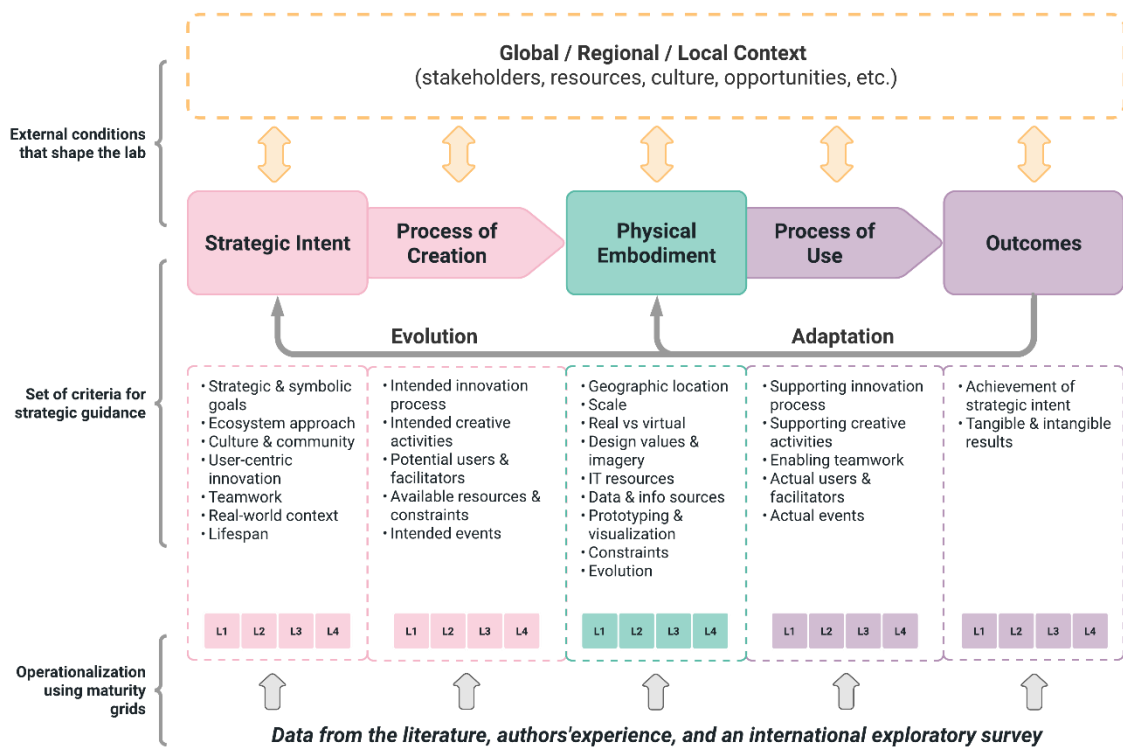 Global / Regional / Local Context
(stakeholders, resources, culture, opportunities, etc.)
External conditions
that shape the lab
Strategic Intent
Process of
Creation
Physical
Embodiment
Process of
Use
Outcomes
Evolution
Adaptation
Set of criteria for
strategic guidance
• Strategic & symbolic
goals
• Ecosystem approach
• Culture & community
• User-centric
innovation
• Teamwork
• Real-world context
• Lifespan
• Intended innovation
process
• Intended creative
activities
• Potential users &
facilitators
• Available resources &
constraints
• Intended events
• Geographic location
• Scale
• Real vs virtual
• Design values &
imagery
• IT resources
• Data & info sources
• Prototyping &
visualization
• Constraints
• Evolution
• Supporting innovation
process
• Supporting creative
activities
• Enabling teamwork
• Actual users &
facilitators
• Actual events
• Achievement of
strategic intent
• Tangible & intangible
results
L1 L2 L3 L4
L1 L2 L3 L4
L1 L2 L3 L4
L1 L2 L3 L4
L1 L2 L3 L4
Operationalization
using maturity
grids
Data from the literature, authors'experience, and an international exploratory survey